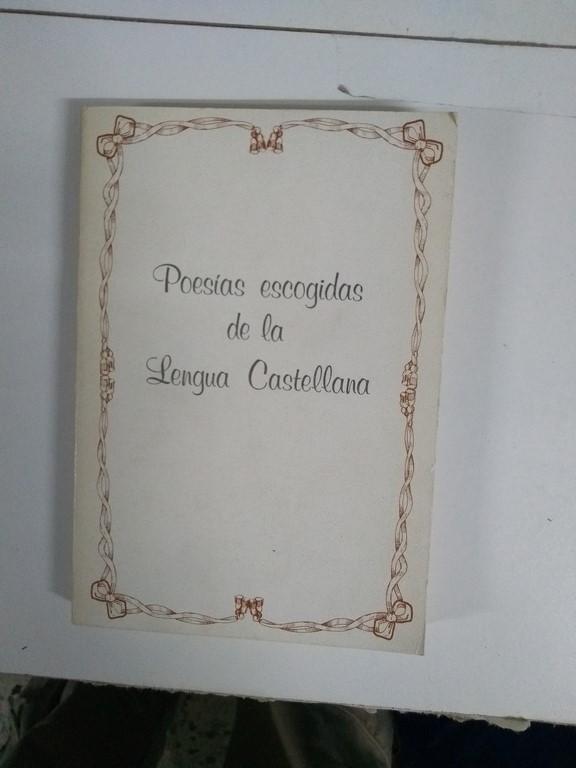 Poesías escogidas
de la
Lengua Castellana